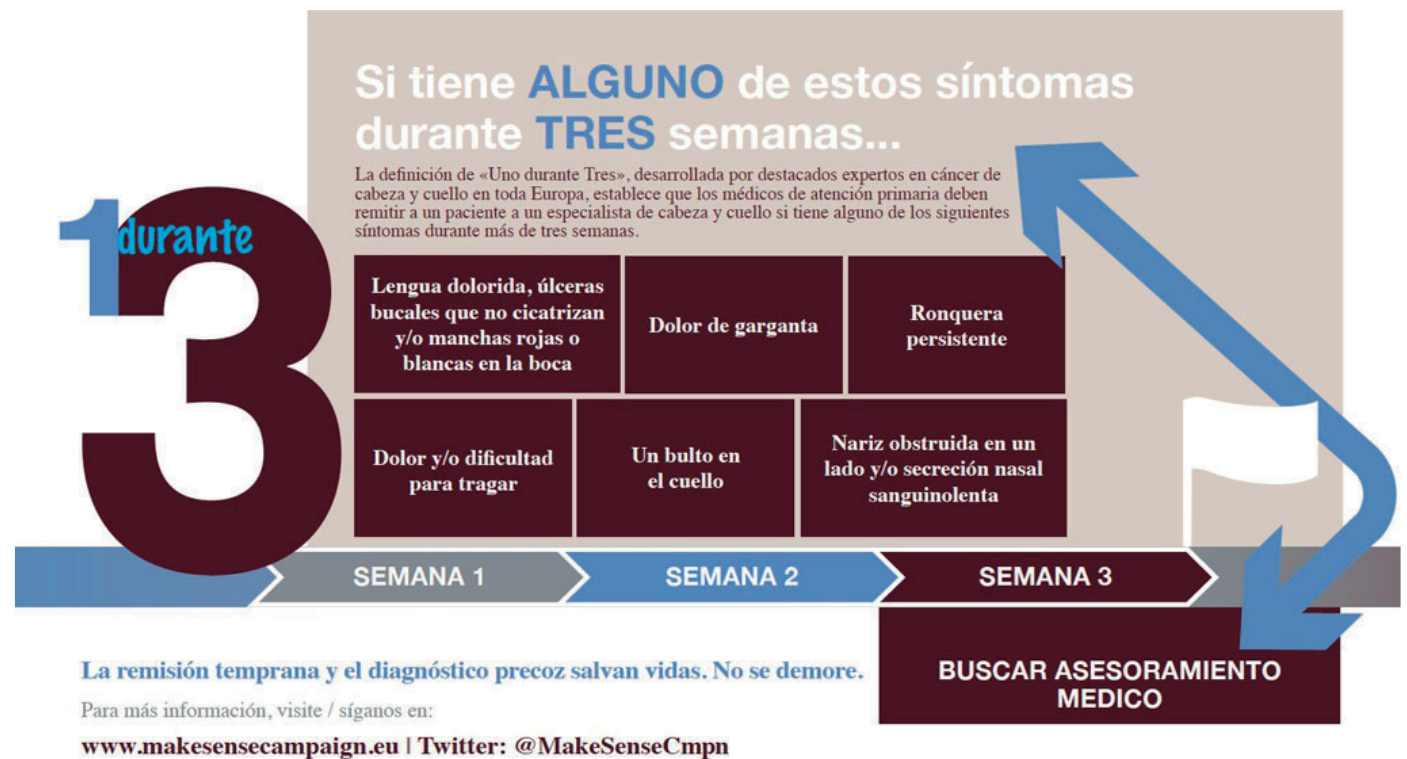 Si tiene ALGUNO de estos síntomas
durante TRES semanas...
La definición de «Uno durante Tres», desarrollada por destacados expertos en cáncer de
cabeza y cuello en toda Europa, establece que los médicos de atención primaria deben
remitir a un paciente a un especialista de cabeza y cuello si tiene alguno de los siguientes
síntomas durante más de tres semanas.
1 durante
3
Lengua dolorida, úlceras
bucales que no cicatrizan
y/o manchas rojas o
blancas en la boca
Dolor de garganta
Ronquera
persistente
Dolor y/o dificultad
para tragar
Un bulto en
el cuello
Nariz obstruida en un
lado y/o secreción nasal
sanguinolenta
SEMANA 1
SEMANA 2
SEMANA 3
La remisión temprana y el diagnóstico precoz salvan vidas. No se demore.
Para más información, visite / síganos en:
www.makesensecampaign.eu | Twitter: @MakeSenseCmpn
BUSCAR ASESORAMIENTO
MEDICO